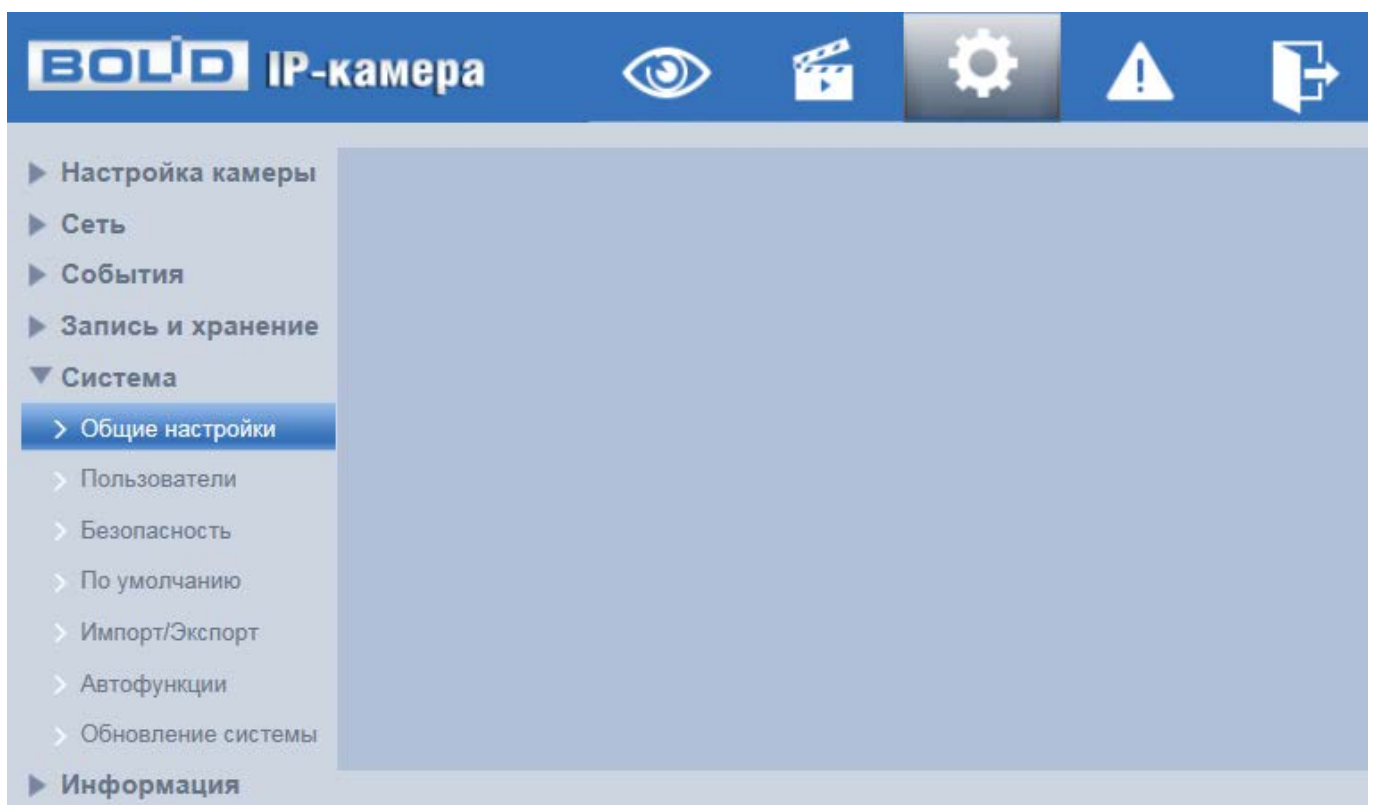 BOLID IP-камера
Настройка камеры
Сеть
События
Запись и хранение
Система
Общие настройки
Пользователи
Безопасность
По умолчанию
Импорт/Экспорт
Автофункции
Обновление системы
Информация